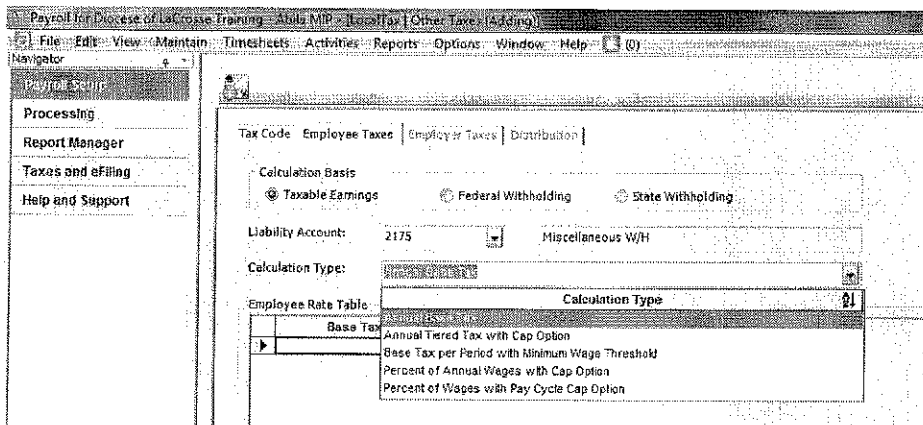 Payroll for Diocese of LaCrosse Training - Abila MIP - [Local Tax | Other Taxes (Adding)]
File Edit View Maintain Timesheets Activities Reports Options Window Help (0)
Navigator
Payroll Setup
Processing
Report Manager
Taxes and eFiling
Help and Support
Tax Code Employee Taxes Employer Taxes Distribution
Calculation Basis
Taxable Earnings Federal Withholding State Withholding
Liability Account: 2175 Miscellaneous W/H
Calculation Type:
Calculation Type
Employee Rate Table
Base Tax
Annual Tiered Tax with Cap Option
Base Tax per Period with Minimum Wage Threshold
Percent of Annual Wages with Cap Option
Percent of Wages with Pay Cycle Cap Option